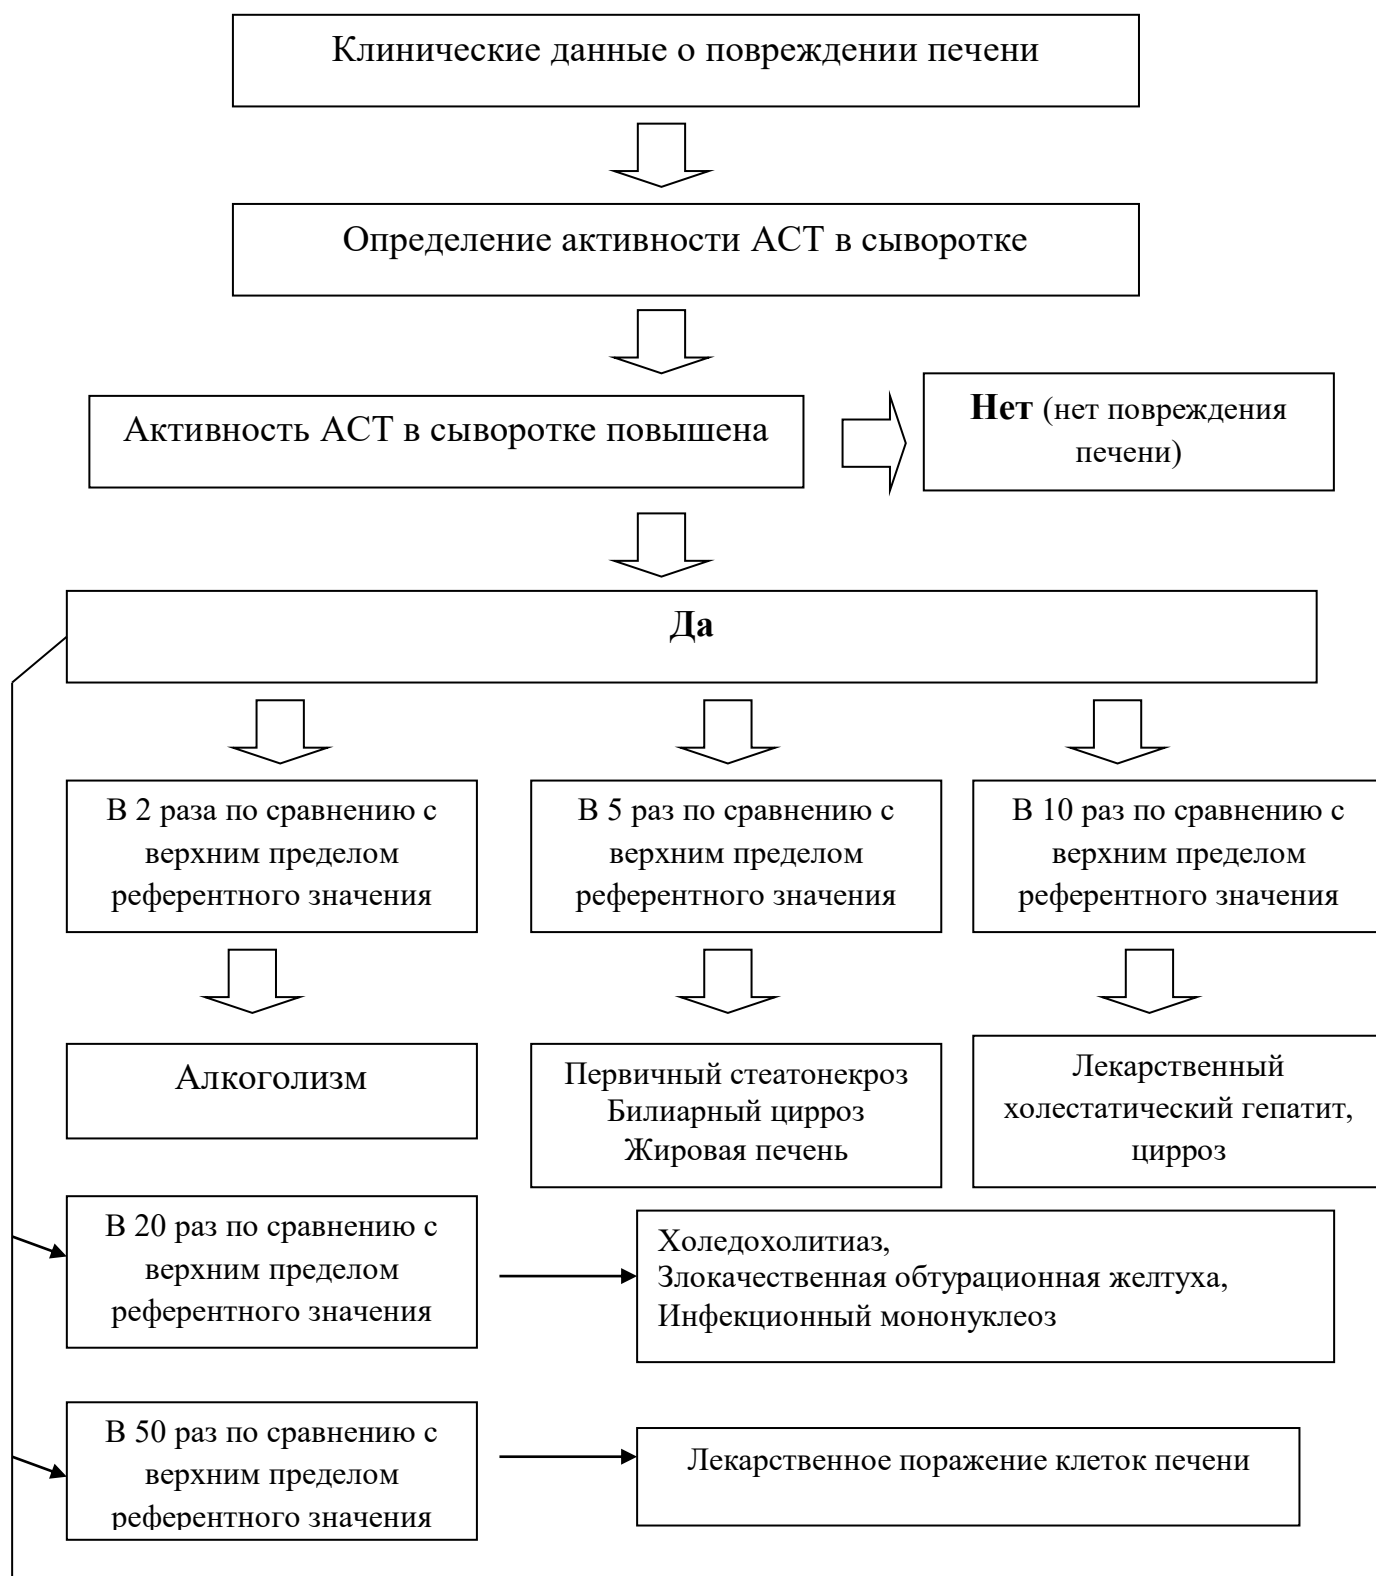 Клинические данные о повреждении печени
Определение активности АСТ в сыворотке
Активность АСТ в сыворотке повышена
Нет (нет повреждения
печени)
Да
В 2 раза по сравнению с
верхним пределом
референтного значения
В 5 раз по сравнению с
верхним пределом
референтного значения
В 10 раз по сравнению с
верхним пределом
референтного значения
Алкоголизм
Первичный стеатонекроз
Билиарный цирроз
Жировая печень
Лекарственный
холестатический гепатит,
цирроз
В 20 раз по сравнению с
верхним пределом
референтного значения
Холедохолитиаз,
Злокачественная обтурационная желтуха,
Инфекционный мононуклеоз
В 50 раз по сравнению с
верхним пределом
референтного значения
Лекарственное поражение клеток печени